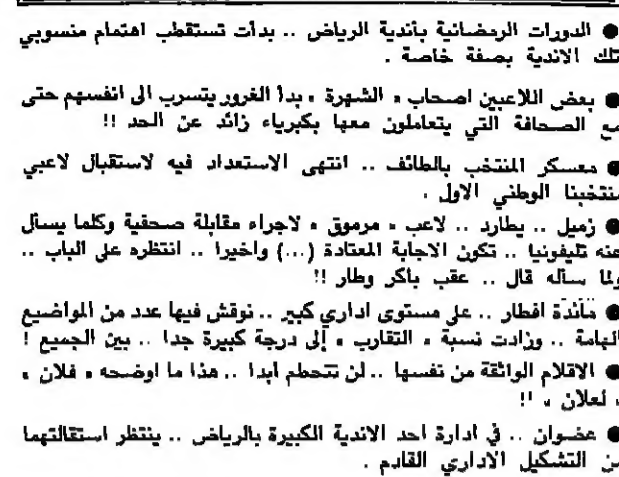 ● الدورات الرمضانية بأندية الرياض .. بدأت تستقطب اهتمام منسوبي
تلك الاندية بصفة خاصة .
● بعض اللاعبين اصحاب « الشهرة » بدا الغرور يتسرب الى انفسهم حتى
مع الصحافة التي يتعاملون معها بكبرياء زائد عن الحد !!
● معسكر المنتخب بالطائف .. انتهى الاستعداد فيه لاستقبال لاعبي
منتخبنا الوطني الاول .
● زميل .. يطارد .. لاعب « مرموق » لاجراء مقابلة صحفية وكلما يسأل
عنه تليفونيا .. تكون الاجابة المعتادة (...) واخيرا .. انتظره على الباب ..
ولما سأله قال .. عقب باكر وطار !!
● مائدة افطار .. على مستوى اداري كبير .. نوقش فيها عدد من المواضيع
الهامة .. وزادت نسبة « التقارب » إلى درجة كبيرة جدا .. بين الجميع !
● الاقلام الواثقة من نفسها .. لن تتحطم ابدا .. هذا ما اوضحه « فلان »
« لعلان » !!
● عضوان .. في ادارة احد الاندية الكبيرة بالرياض .. ينتظر استقالتهما
من التشكيل الاداري القادم .